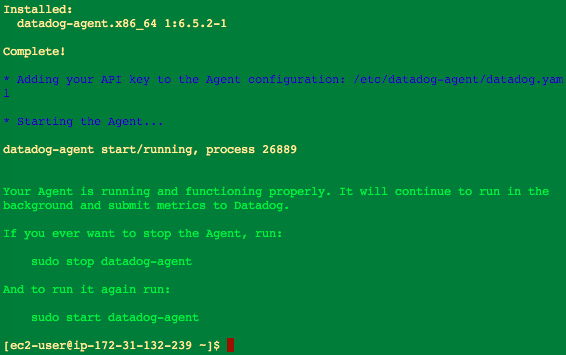 Installed:
  datadog-agent.x86_64 1:6.5.2-1
Complete!
* Adding your API key to the Agent configuration: /etc/datadog-agent/datadog.yam
l
* Starting the Agent...
datadog-agent start/running, process 26889
Your Agent is running and functioning properly. It will continue to run in the
background and submit metrics to Datadog.
If you ever want to stop the Agent, run:
    sudo stop datadog-agent
And to run it again run:
    sudo start datadog-agent
[ec2-user@ip-172-31-132-239 ~]$